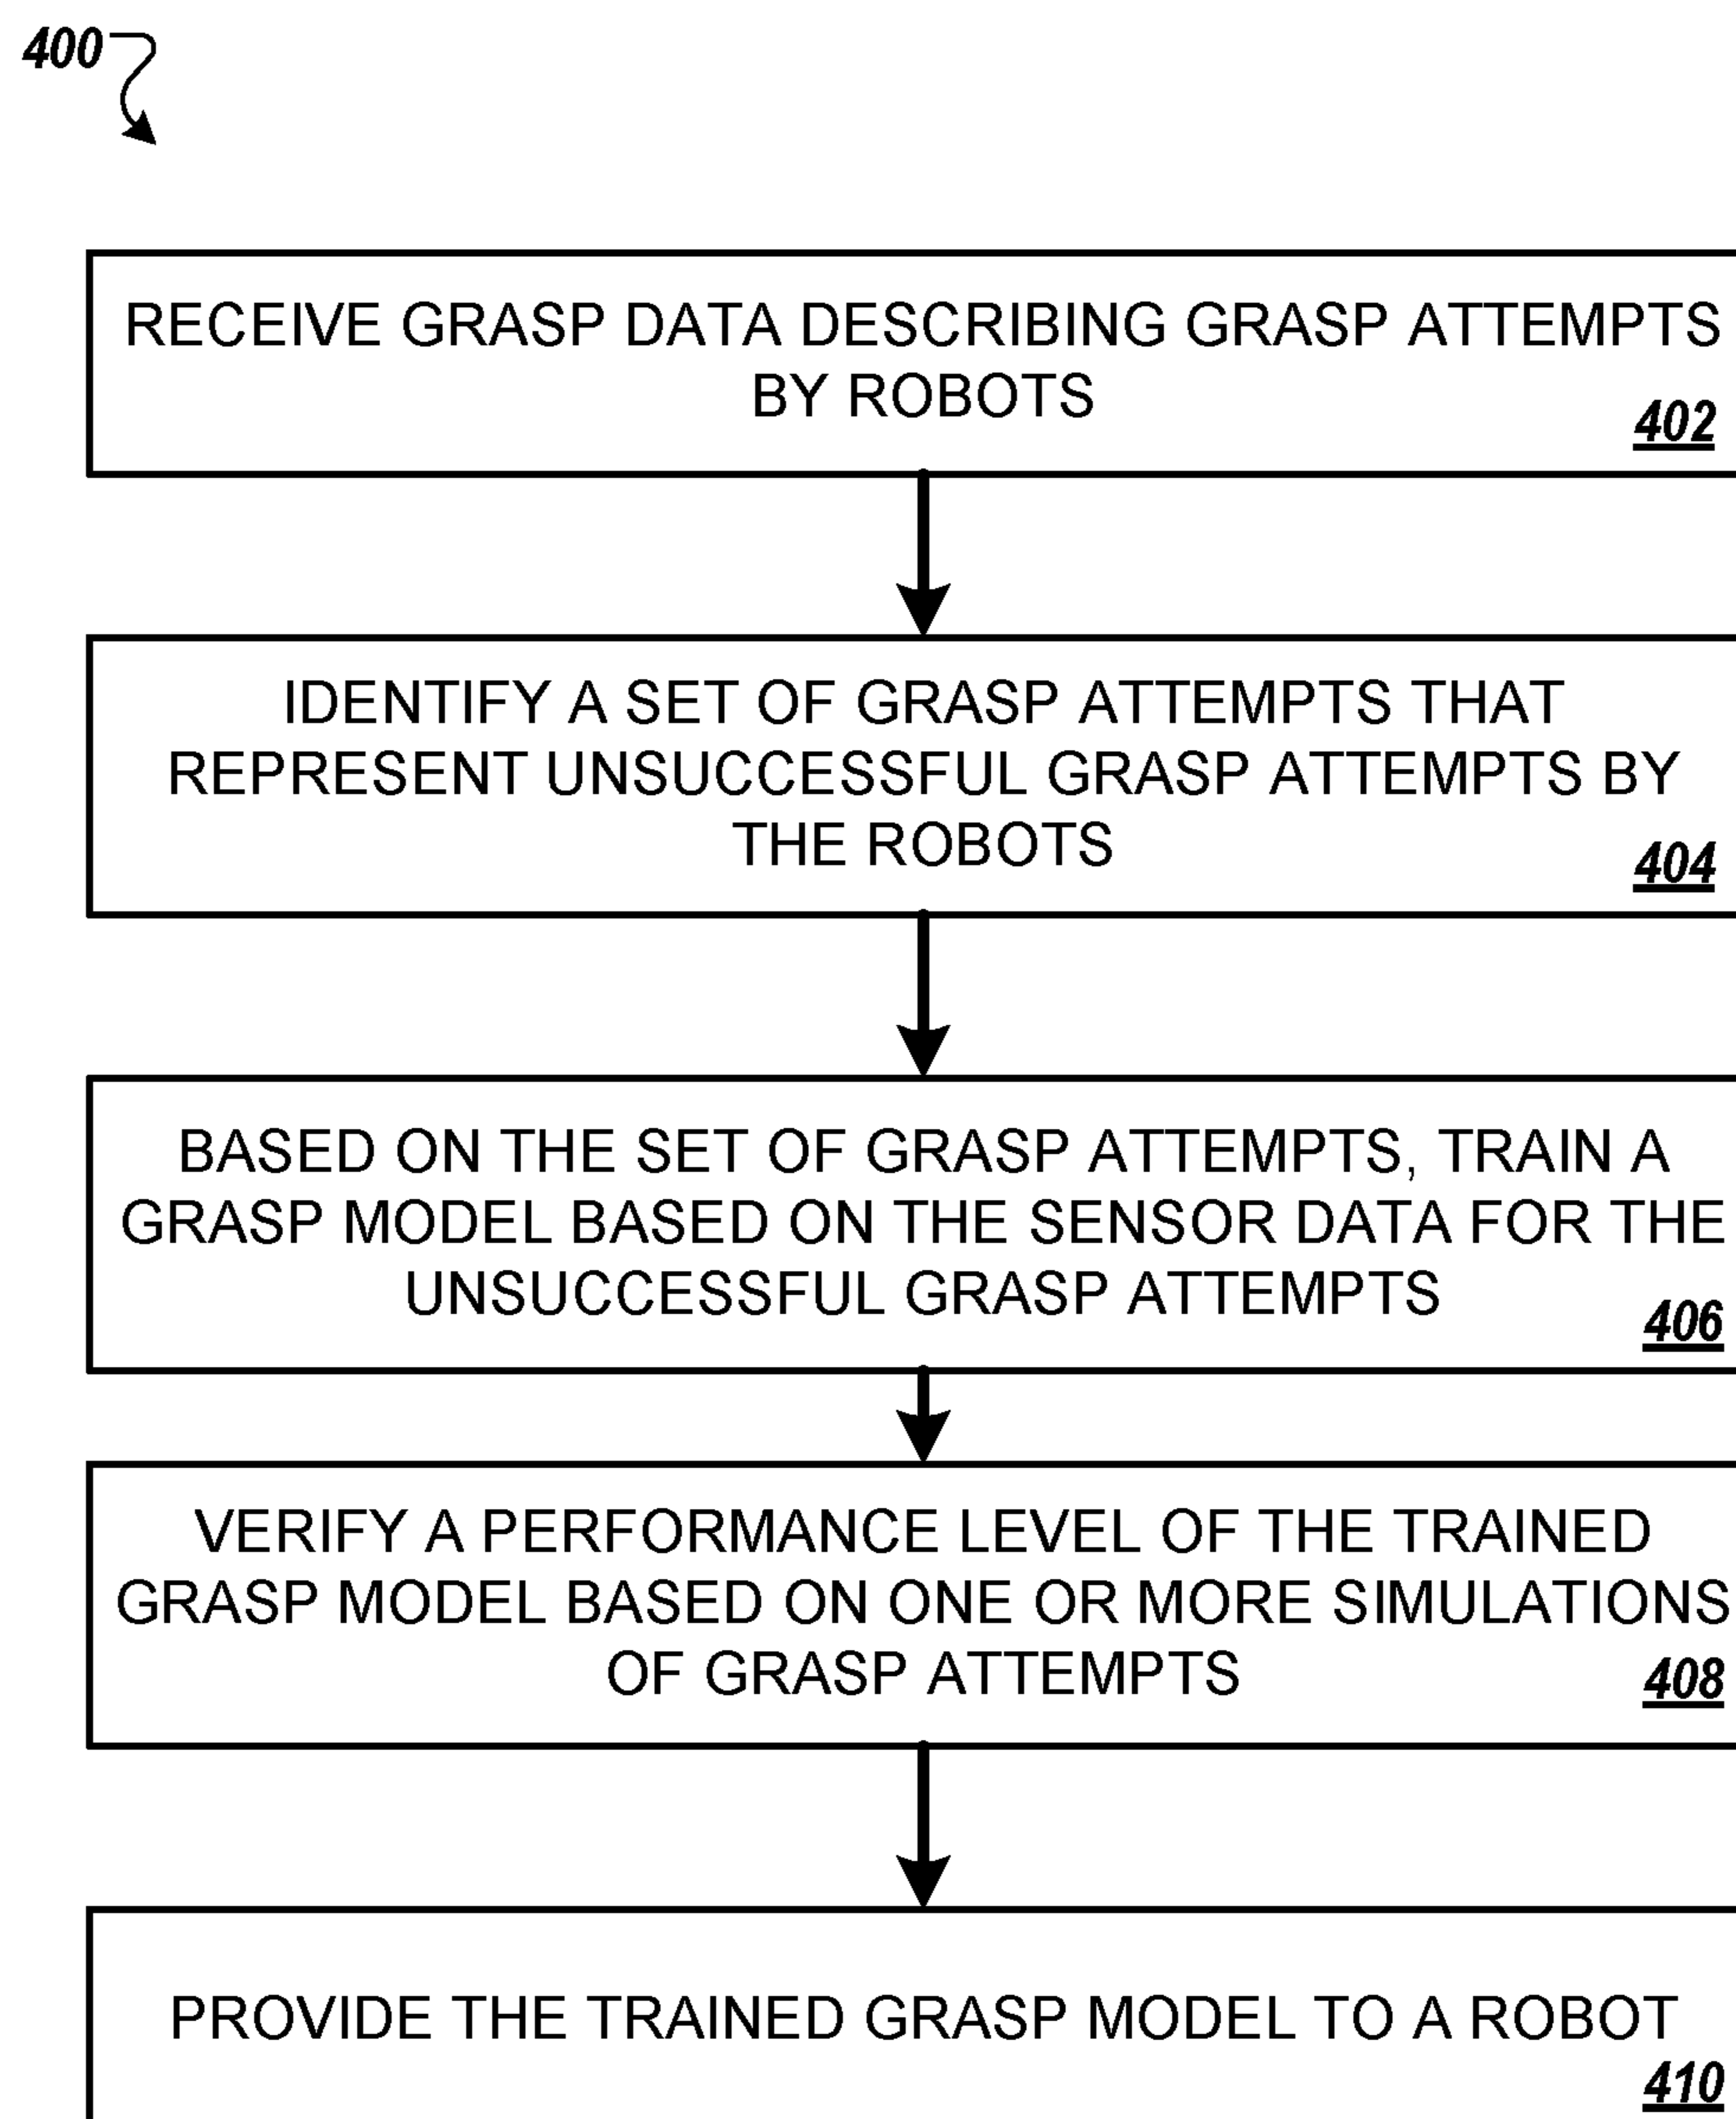 400
RECEIVE GRASP DATA DESCRIBING GRASP ATTEMPTS
BY ROBOTS
402
IDENTIFY A SET OF GRASP ATTEMPTS THAT
REPRESENT UNSUCCESSFUL GRASP ATTEMPTS BY
THE ROBOTS
404
BASED ON THE SET OF GRASP ATTEMPTS, TRAIN A
GRASP MODEL BASED ON THE SENSOR DATA FOR THE
UNSUCCESSFUL GRASP ATTEMPTS
406
VERIFY A PERFORMANCE LEVEL OF THE TRAINED
GRASP MODEL BASED ON ONE OR MORE SIMULATIONS
OF GRASP ATTEMPTS
408
PROVIDE THE TRAINED GRASP MODEL TO A ROBOT
410